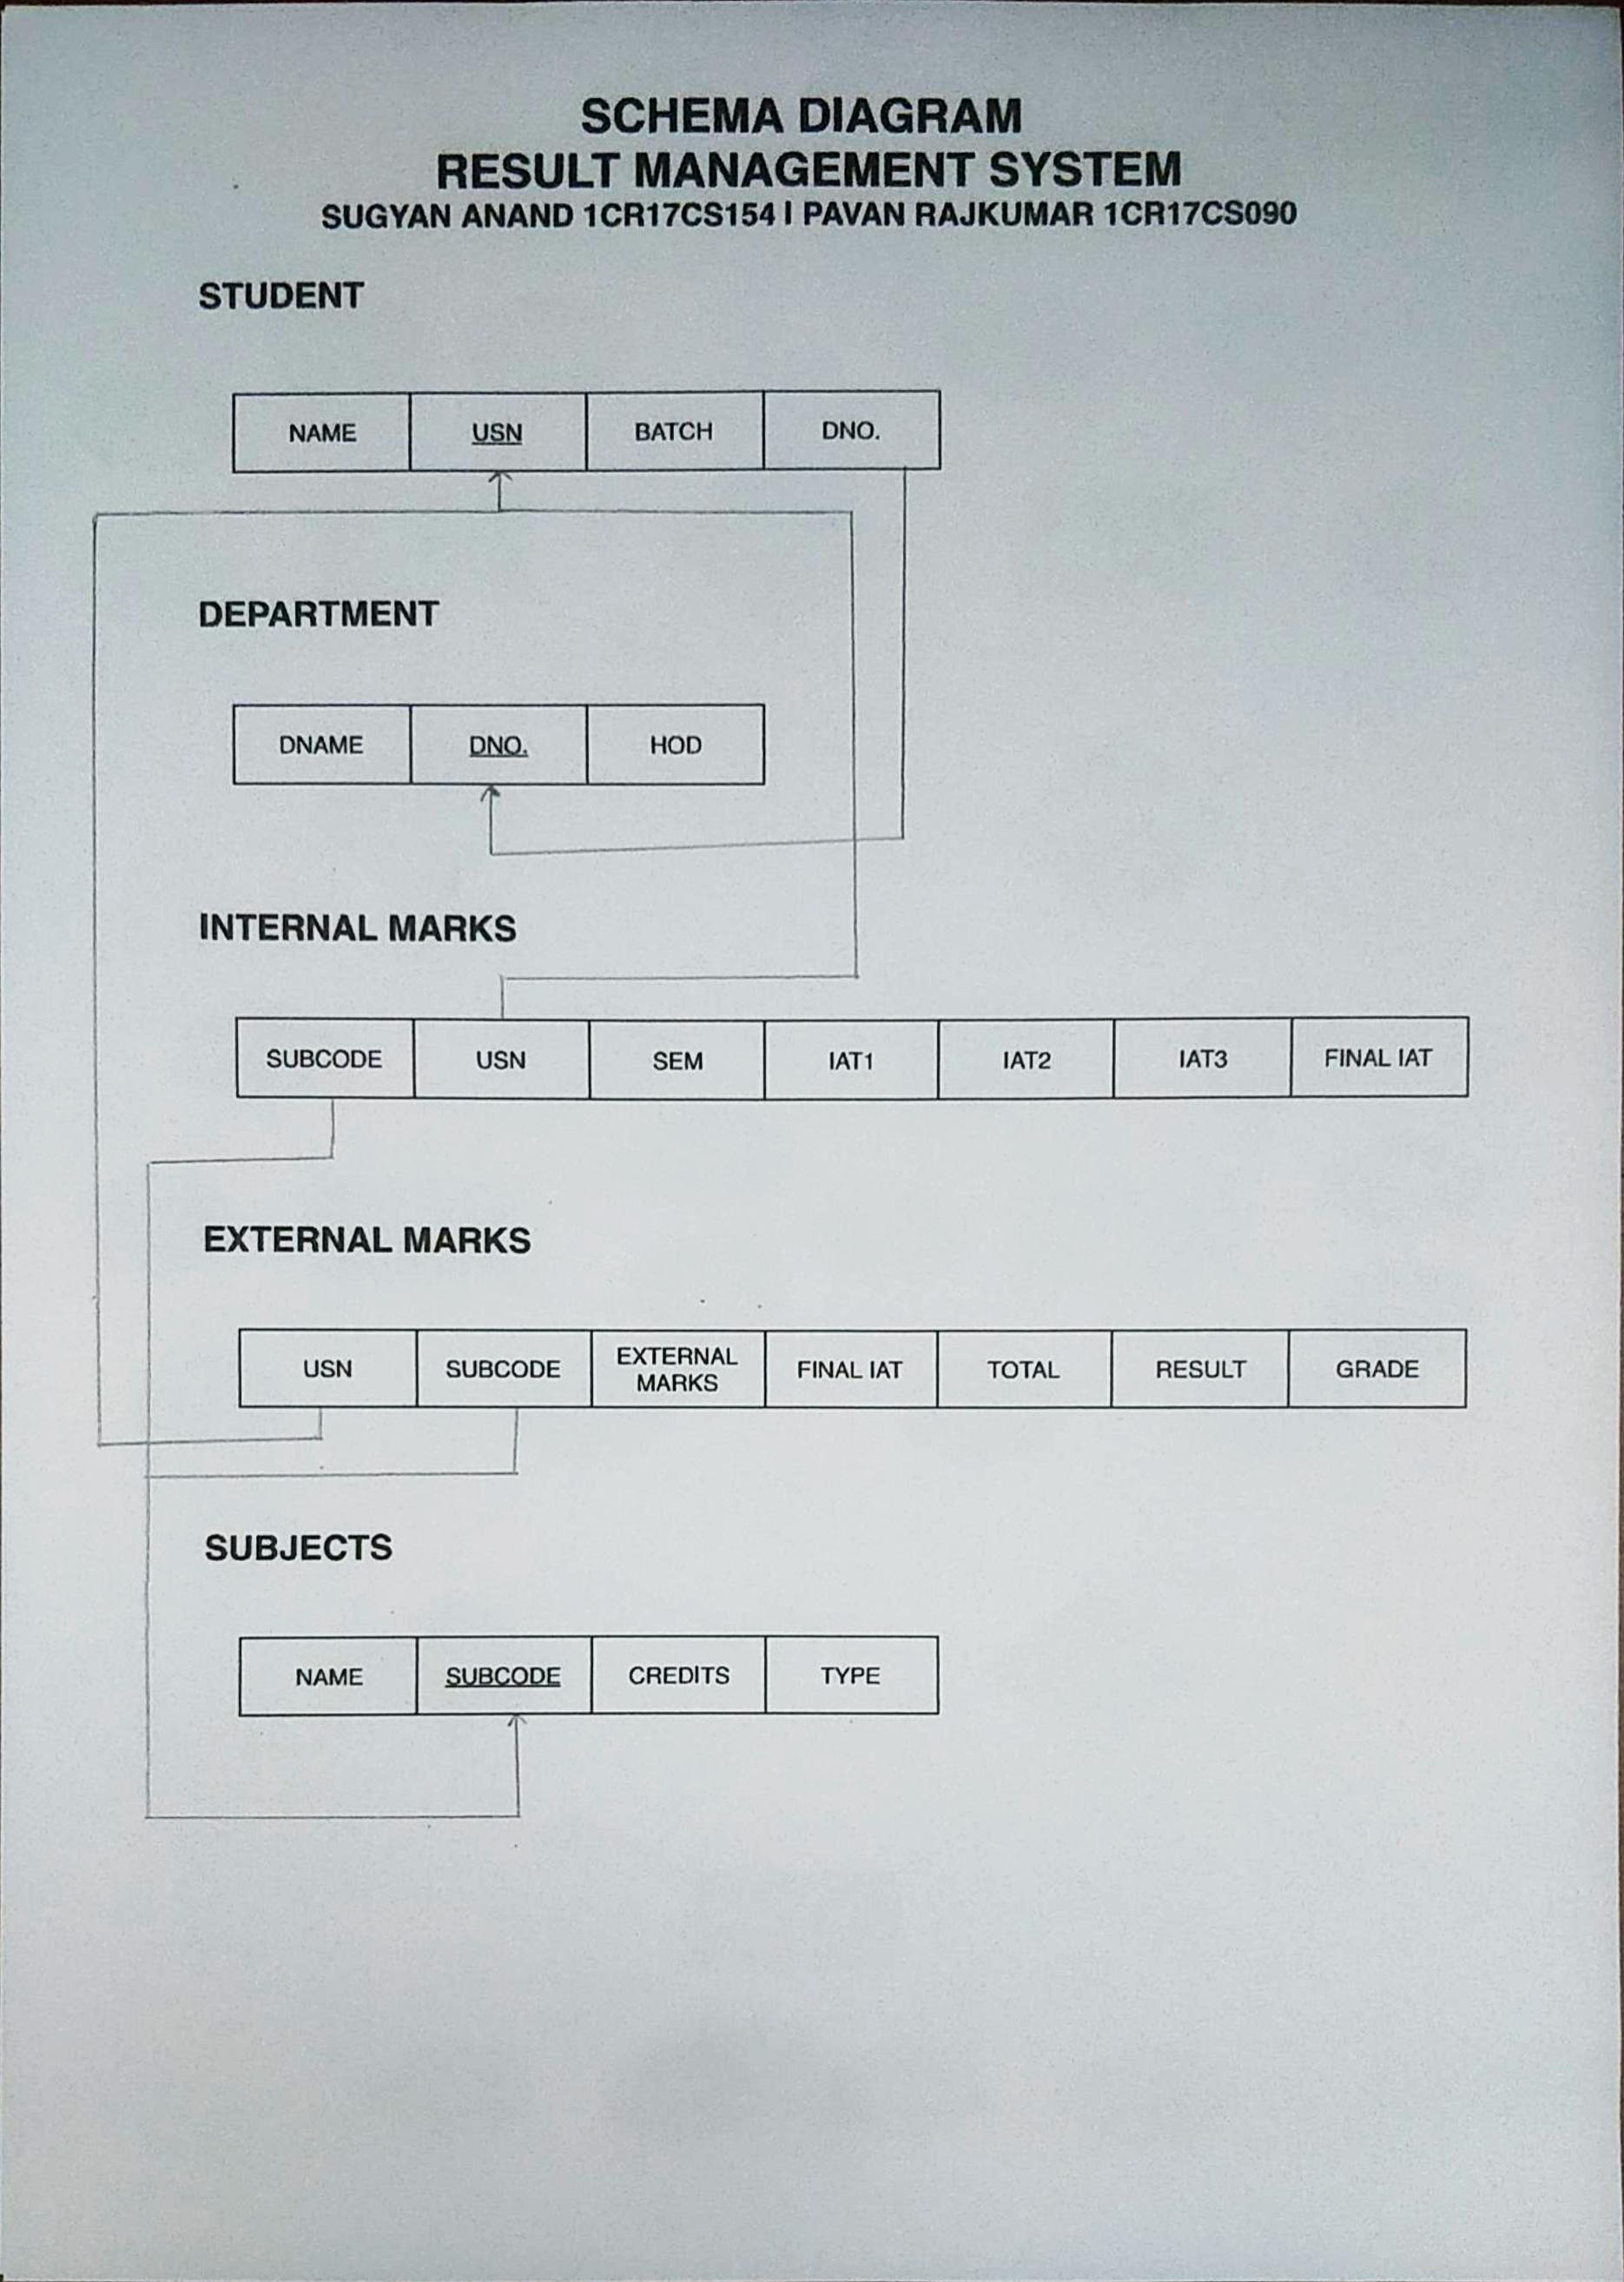 SCHEMA DIAGRAM
RESULT MANAGEMENT SYSTEM
SUGYAN ANAND 1CR17CS154 I PAVAN RAJKUMAR 1CR17CS090
STUDENT
NAME USN BATCH DNO.
DEPARTMENT
DNAME DNO. HOD
INTERNAL MARKS
SUBCODE USN SEM IAT1 IAT2 IAT3 FINAL IAT
EXTERNAL MARKS
USN SUBCODE EXTERNAL MARKS FINAL IAT TOTAL RESULT GRADE
SUBJECTS
NAME SUBCODE CREDITS TYPE